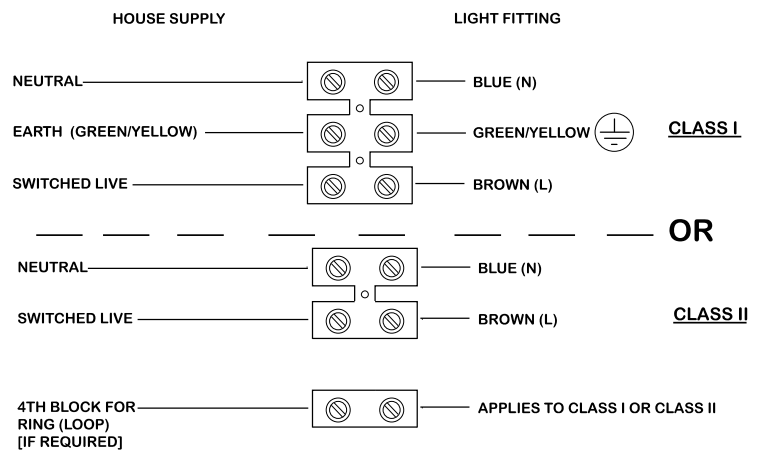 HOUSE SUPPLY LIGHT FITTING
NEUTRAL BLUE (N)
EARTH (GREEN/YELLOW) GREEN/YELLOW CLASS I
SWITCHED LIVE BROWN (L)
OR
NEUTRAL BLUE (N)
SWITCHED LIVE BROWN (L) CLASS II
4TH BLOCK FOR APPLIES TO CLASS I OR CLASS II
RING (LOOP)
[IF REQUIRED]